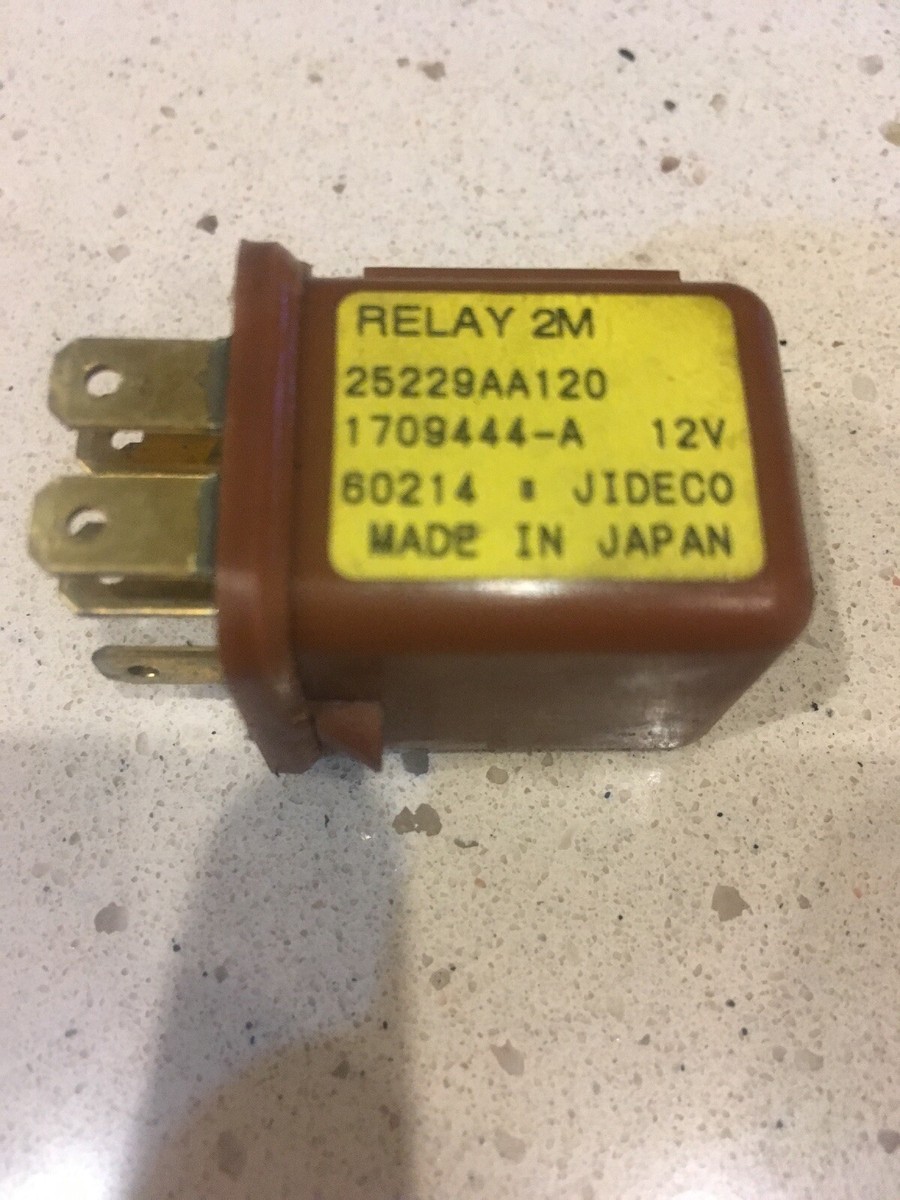 RELAY 2M
25229AA120
1709444-A 12V
60214 JIDECO
MADE IN JAPAN